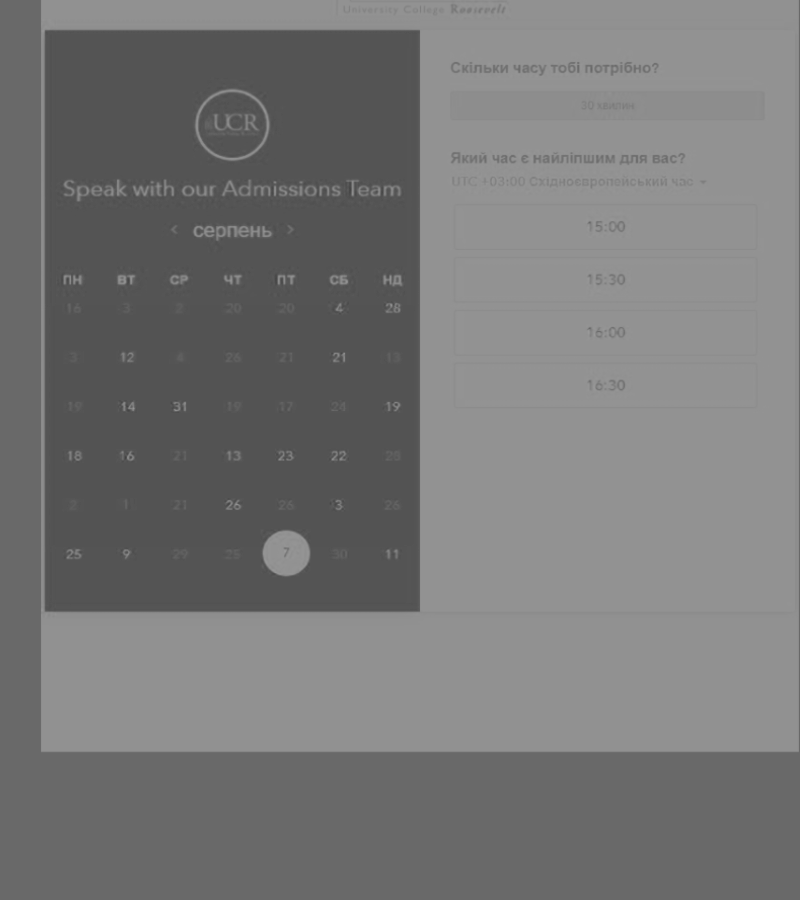 University College Roosevelt
UCR
Speak with our Admissions Team
‹ серпень ›
ПН ВТ СР ЧТ ПТ СБ НД
16 3 2 20 20 4 28
3 12 4 26 21 21 13
19 14 31 19 17 24 19
18 16 21 13 23 22 25
2 1 21 26 26 3 26
25 9 29 25 7 30 11
Скільки часу тобі потрібно?
30 хвилин
Який час є найліпшим для вас?
UTC +03:00 Східноєвропейський час
15:00
15:30
16:00
16:30